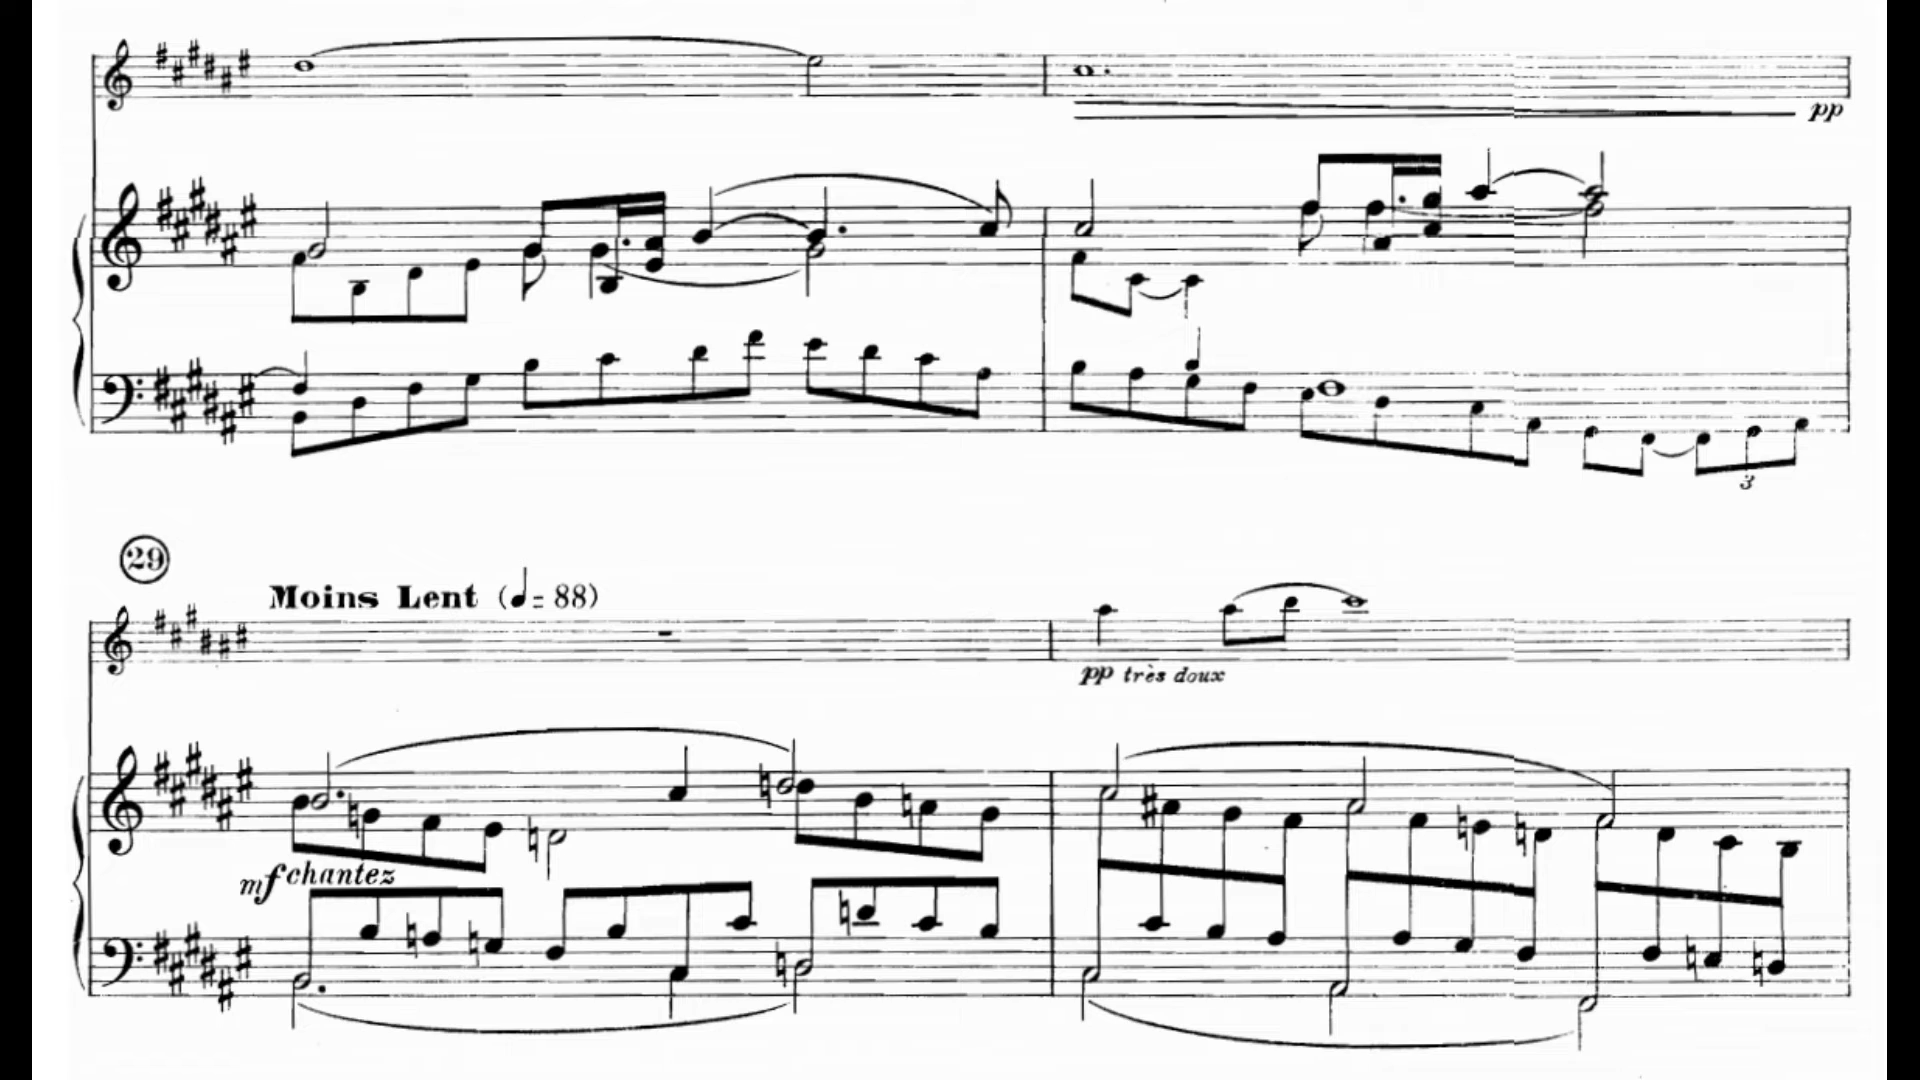 pp
3
29
Moins Lent (♩= 88)
pp très doux
mf chantez